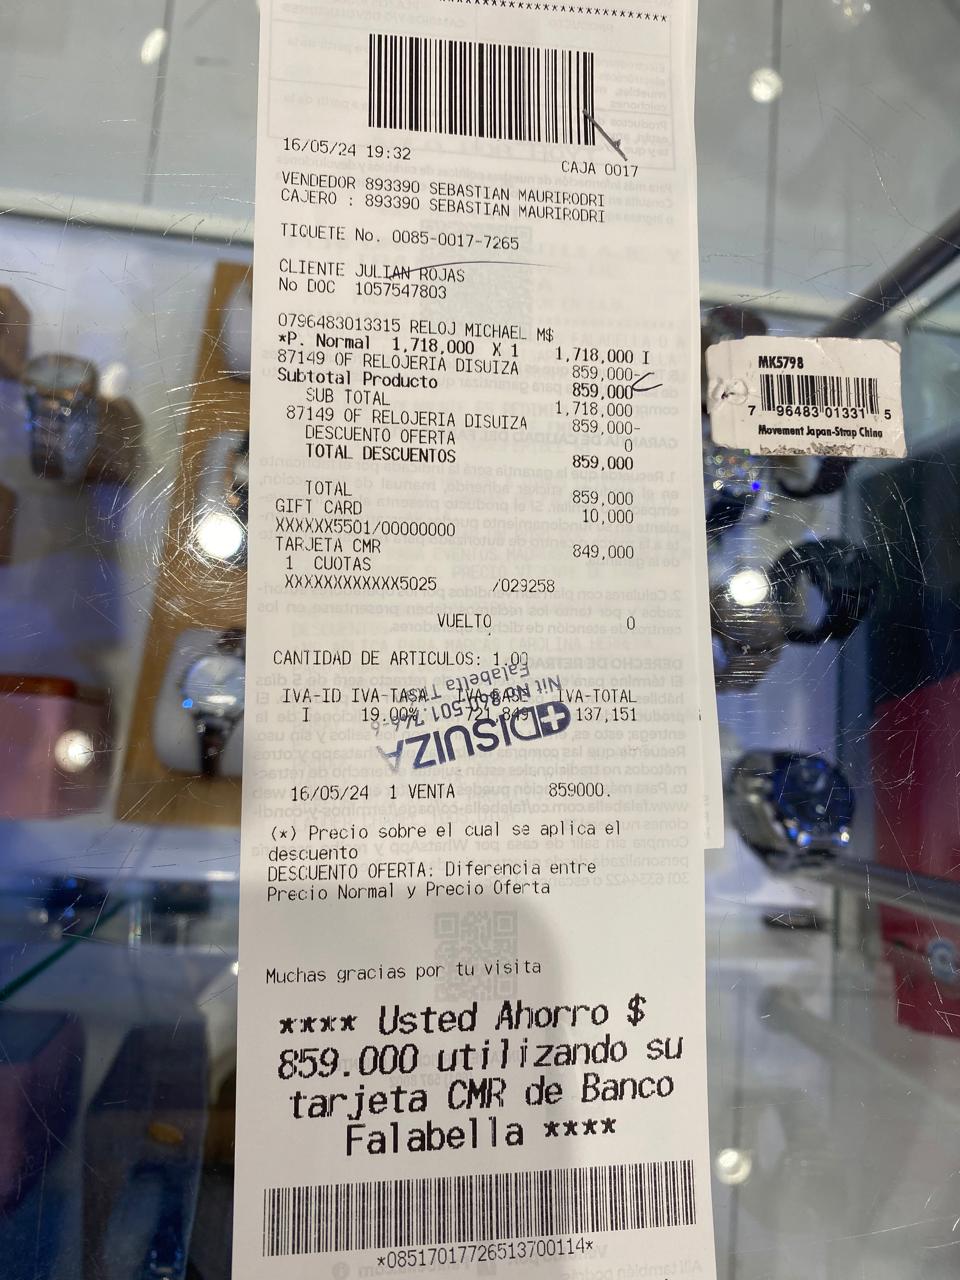 16/05/24 19:32 CAJA 0017
VENDEDOR 893390 SEBASTIAN MAURIRODRI
CAJERO : 893390 SEBASTIAN MAURIRODRI
TIQUETE No. 0085-0017-7265
CLIENTE JULIAN ROJAS
No DOC 1057547803
0796483013315 RELOJ MICHAEL M$
*P. Normal 1,718,000 X 1 1,718,000 I
87149 OF RELOJERIA DISUIZA 859,000-
Subtotal Producto 859,000
SUB TOTAL 1,718,000
87149 OF RELOJERIA DISUIZA 859,000-
DESCUENTO OFERTA 0
TOTAL DESCUENTOS 859,000
TOTAL 859,000
GIFT CARD 10,000
XXXXXX5501/00000000
TARJETA CMR 849,000
1 CUOTAS
XXXXXXXXXXXX5025 /029258
VUELTO 0
CANTIDAD DE ARTICULOS: 1.00
IVA-ID IVA-TASA IVA-BASE IVA-TOTAL
I 19.00% 721,849 137,151
DISUIZA
16/05/24 1 VENTA 859000.
(*) Precio sobre el cual se aplica el
descuento
DESCUENTO OFERTA: Diferencia entre
Precio Normal y Precio Oferta
Muchas gracias por tu visita
**** Usted Ahorro $
859.000 utilizando su
tarjeta CMR de Banco
Falabella ****
*08517017726513700114*
MK5798
7 96483 01331 5
Movement Japan-Strap China